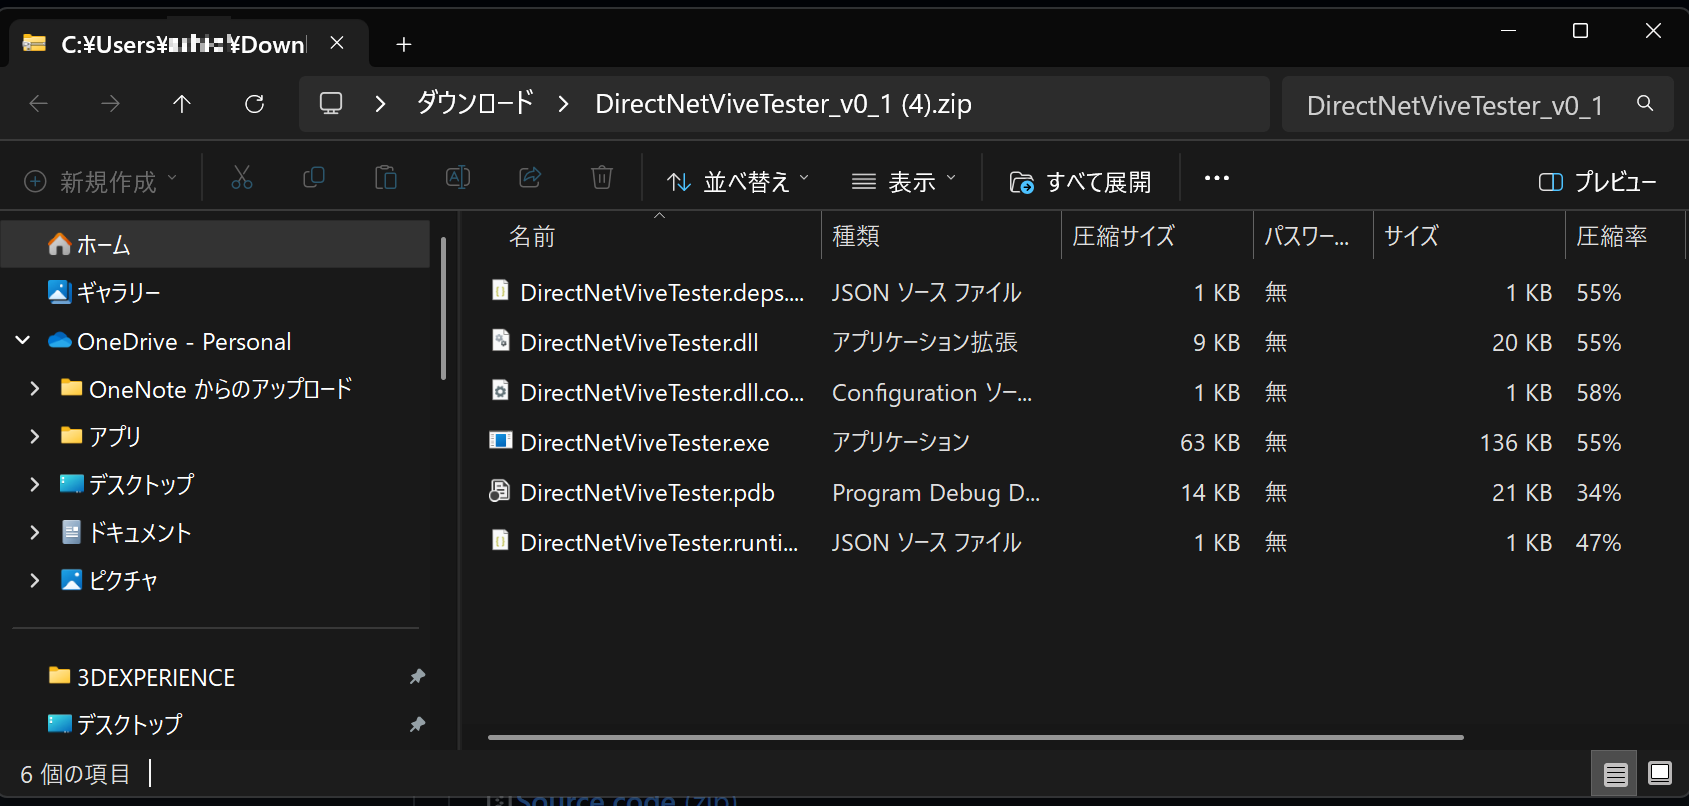 C:¥Users¥ ¥Down
ダウンロード
DirectNetViveTester_v0_1 (4).zip
DirectNetViveTester_v0_1
新規作成
並べ替え
表示
すべて展開
プレビュー
ホーム
ギャラリー
OneDrive - Personal
OneNote からのアップロード
アプリ
デスクトップ
ドキュメント
ピクチャ
3DEXPERIENCE
デスクトップ
名前 種類 圧縮サイズ パスワー... サイズ 圧縮率
DirectNetViveTester.deps.... JSON ソース ファイル 1 KB 無 1 KB 55%
DirectNetViveTester.dll アプリケーション拡張 9 KB 無 20 KB 55%
DirectNetViveTester.dll.co... Configuration ソー... 1 KB 無 1 KB 58%
DirectNetViveTester.exe アプリケーション 63 KB 無 136 KB 55%
DirectNetViveTester.pdb Program Debug D... 14 KB 無 21 KB 34%
DirectNetViveTester.runti... JSON ソース ファイル 1 KB 無 1 KB 47%
6 個の項目
Source code (zip)